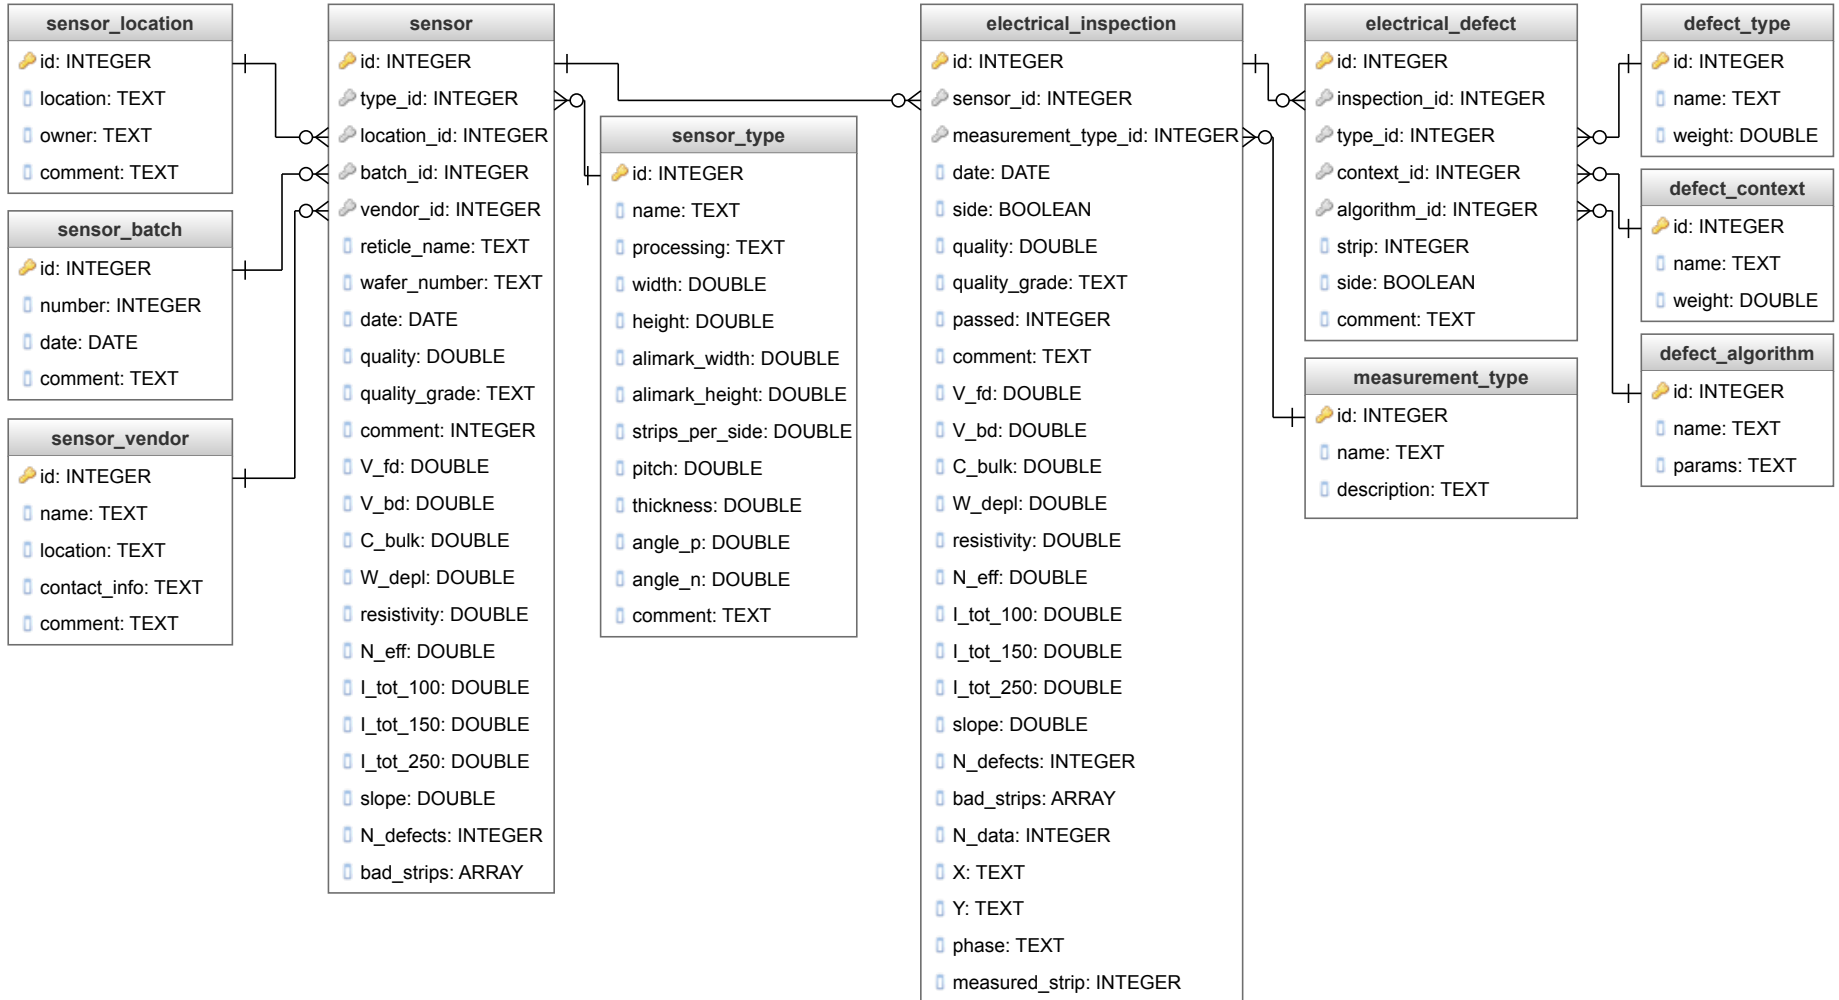 sensor_location
id: INTEGER
location: TEXT
owner: TEXT
comment: TEXT
sensor_batch
id: INTEGER
number: INTEGER
date: DATE
comment: TEXT
sensor_vendor
id: INTEGER
name: TEXT
location: TEXT
contact_info: TEXT
comment: TEXT
sensor
id: INTEGER
type_id: INTEGER
location_id: INTEGER
batch_id: INTEGER
vendor_id: INTEGER
reticle_name: TEXT
wafer_number: TEXT
date: DATE
quality: DOUBLE
quality_grade: TEXT
comment: INTEGER
V_fd: DOUBLE
V_bd: DOUBLE
C_bulk: DOUBLE
W_depl: DOUBLE
resistivity: DOUBLE
N_eff: DOUBLE
I_tot_100: DOUBLE
I_tot_150: DOUBLE
I_tot_250: DOUBLE
slope: DOUBLE
N_defects: INTEGER
bad_strips: ARRAY
sensor_type
id: INTEGER
name: TEXT
processing: TEXT
width: DOUBLE
height: DOUBLE
alimark_width: DOUBLE
alimark_height: DOUBLE
strips_per_side: DOUBLE
pitch: DOUBLE
thickness: DOUBLE
angle_p: DOUBLE
angle_n: DOUBLE
comment: TEXT
electrical_inspection
id: INTEGER
sensor_id: INTEGER
measurement_type_id: INTEGER
date: DATE
side: BOOLEAN
quality: DOUBLE
quality_grade: TEXT
passed: INTEGER
comment: TEXT
V_fd: DOUBLE
V_bd: DOUBLE
C_bulk: DOUBLE
W_depl: DOUBLE
resistivity: DOUBLE
N_eff: DOUBLE
I_tot_100: DOUBLE
I_tot_150: DOUBLE
I_tot_250: DOUBLE
slope: DOUBLE
N_defects: INTEGER
bad_strips: ARRAY
N_data: INTEGER
X: TEXT
Y: TEXT
phase: TEXT
measured_strip: INTEGER
electrical_defect
id: INTEGER
inspection_id: INTEGER
type_id: INTEGER
context_id: INTEGER
algorithm_id: INTEGER
strip: INTEGER
side: BOOLEAN
comment: TEXT
measurement_type
id: INTEGER
name: TEXT
description: TEXT
defect_type
id: INTEGER
name: TEXT
weight: DOUBLE
defect_context
id: INTEGER
name: TEXT
weight: DOUBLE
defect_algorithm
id: INTEGER
name: TEXT
params: TEXT